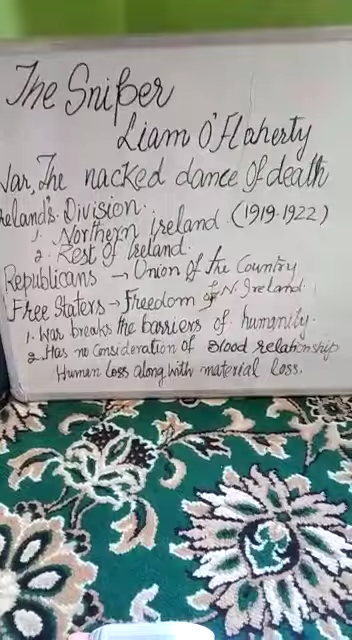 The Sniper
Liam O'Flaherty
War, The nacked dance Of death
Ireland's Division.
1. Northern Ireland (1919-1922)
2. Rest of Ireland.
Republicans → Union of the Country
Free Staters → Freedom of N. Ireland.
1. War breaks the barriers of humanity.
2. Has no Consideration of Blood relationship
Human Loss along with material loss.